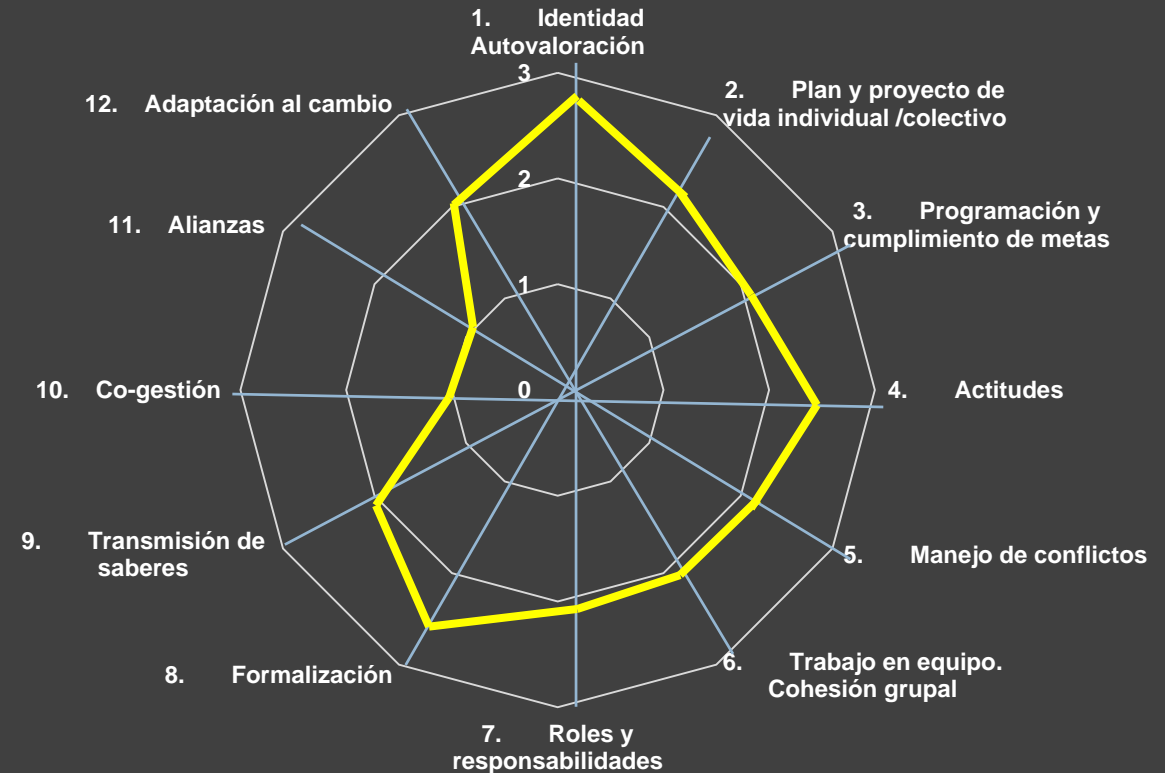 1. Identidad
Autovaloración
2. Plan y proyecto de
vida individual /colectivo
3. Programación y
cumplimiento de metas
4. Actitudes
5. Manejo de conflictos
6. Trabajo en equipo.
Cohesión grupal
7. Roles y
responsabilidades
8. Formalización
9. Transmisión de
saberes
10. Co-gestión
11. Alianzas
12. Adaptación al cambio
3
2
1
0